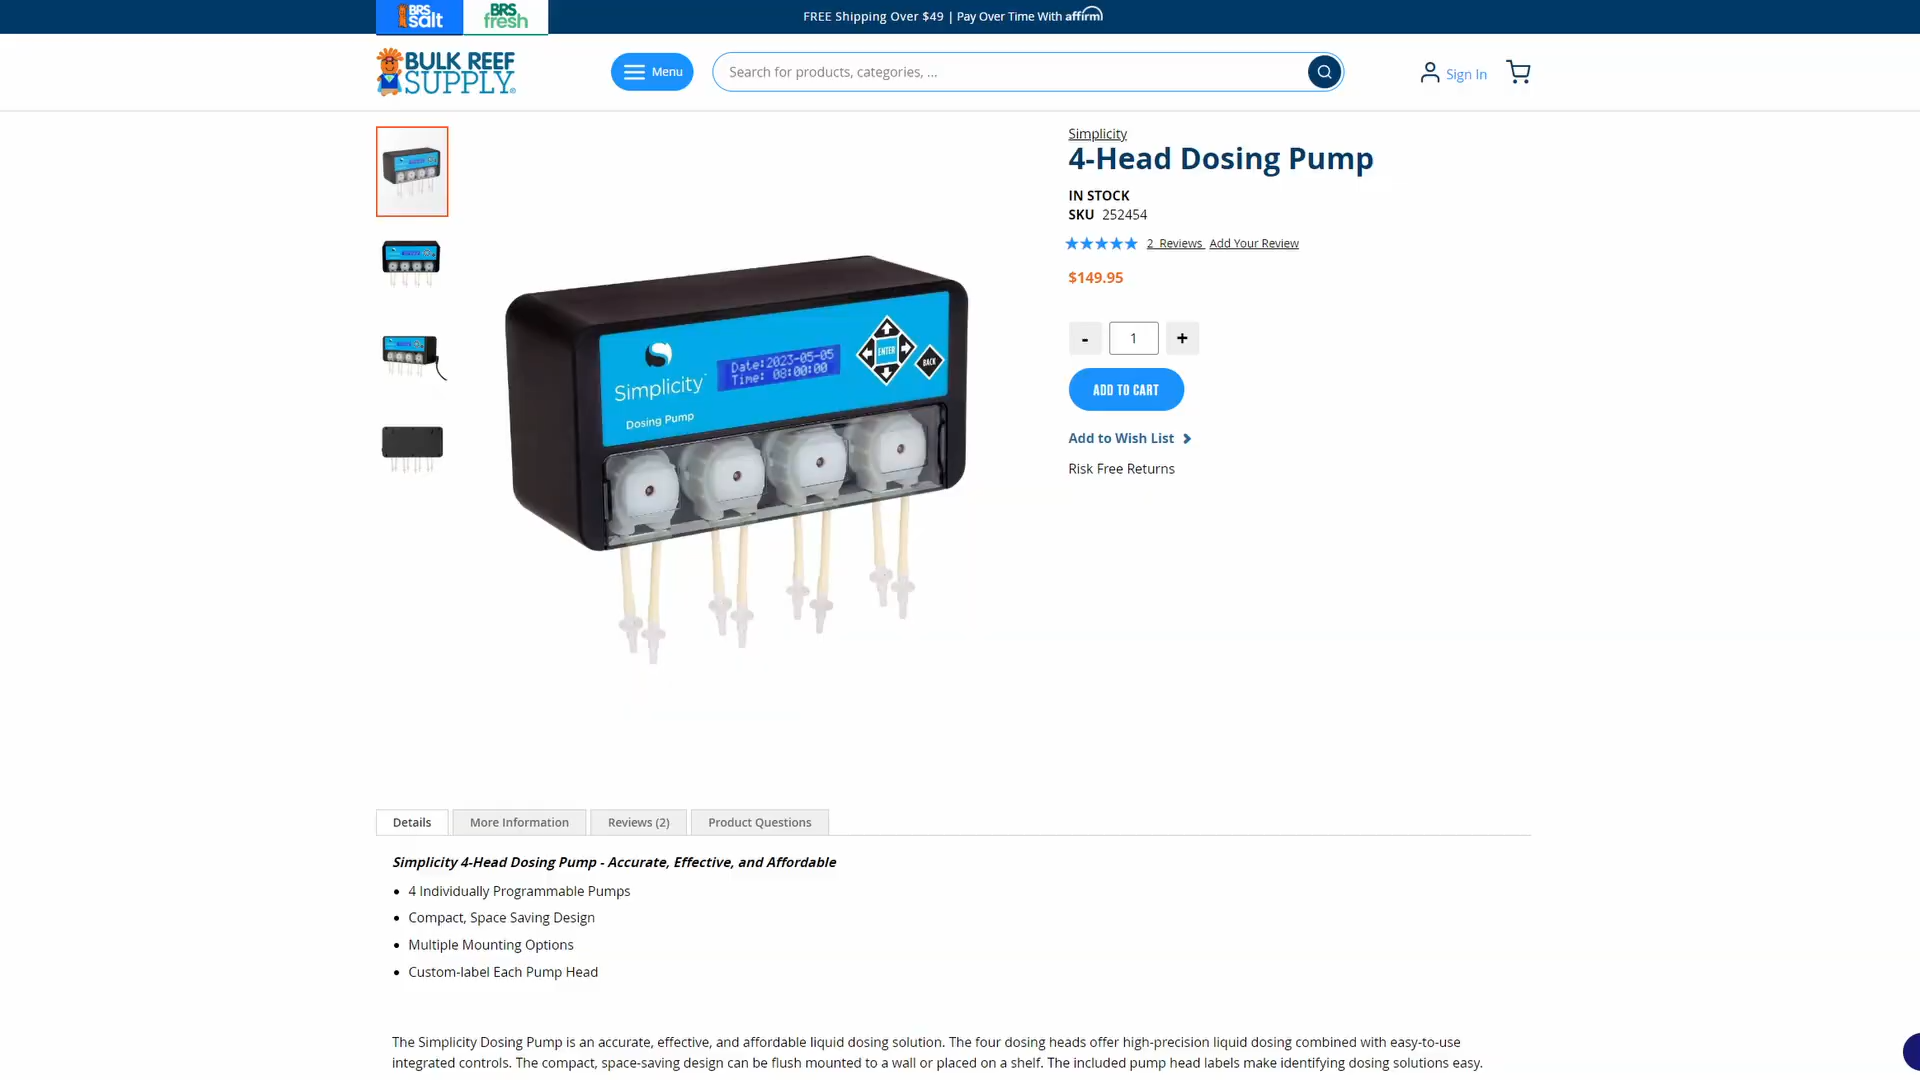 BRS salt
BRS fresh
FREE Shipping Over $49 | Pay Over Time With affirm
BULK REEF SUPPLY®
Menu
Search for products, categories, ...
Sign In
Simplicity
4-Head Dosing Pump
IN STOCK
SKU 252454
2 Reviews Add Your Review
$149.95
- 1 +
ADD TO CART
Add to Wish List
Risk Free Returns
Simplicity™
Dosing Pump
Date:2023-05-05
Time: 08:00:00
ENTER
BACK
Details More Information Reviews (2) Product Questions
Simplicity 4-Head Dosing Pump - Accurate, Effective, and Affordable
4 Individually Programmable Pumps
Compact, Space Saving Design
Multiple Mounting Options
Custom-label Each Pump Head
The Simplicity Dosing Pump is an accurate, effective, and affordable liquid dosing solution. The four dosing heads offer high-precision liquid dosing combined with easy-to-use
integrated controls. The compact, space-saving design can be flush mounted to a wall or placed on a shelf. The included pump head labels make identifying dosing solutions easy.